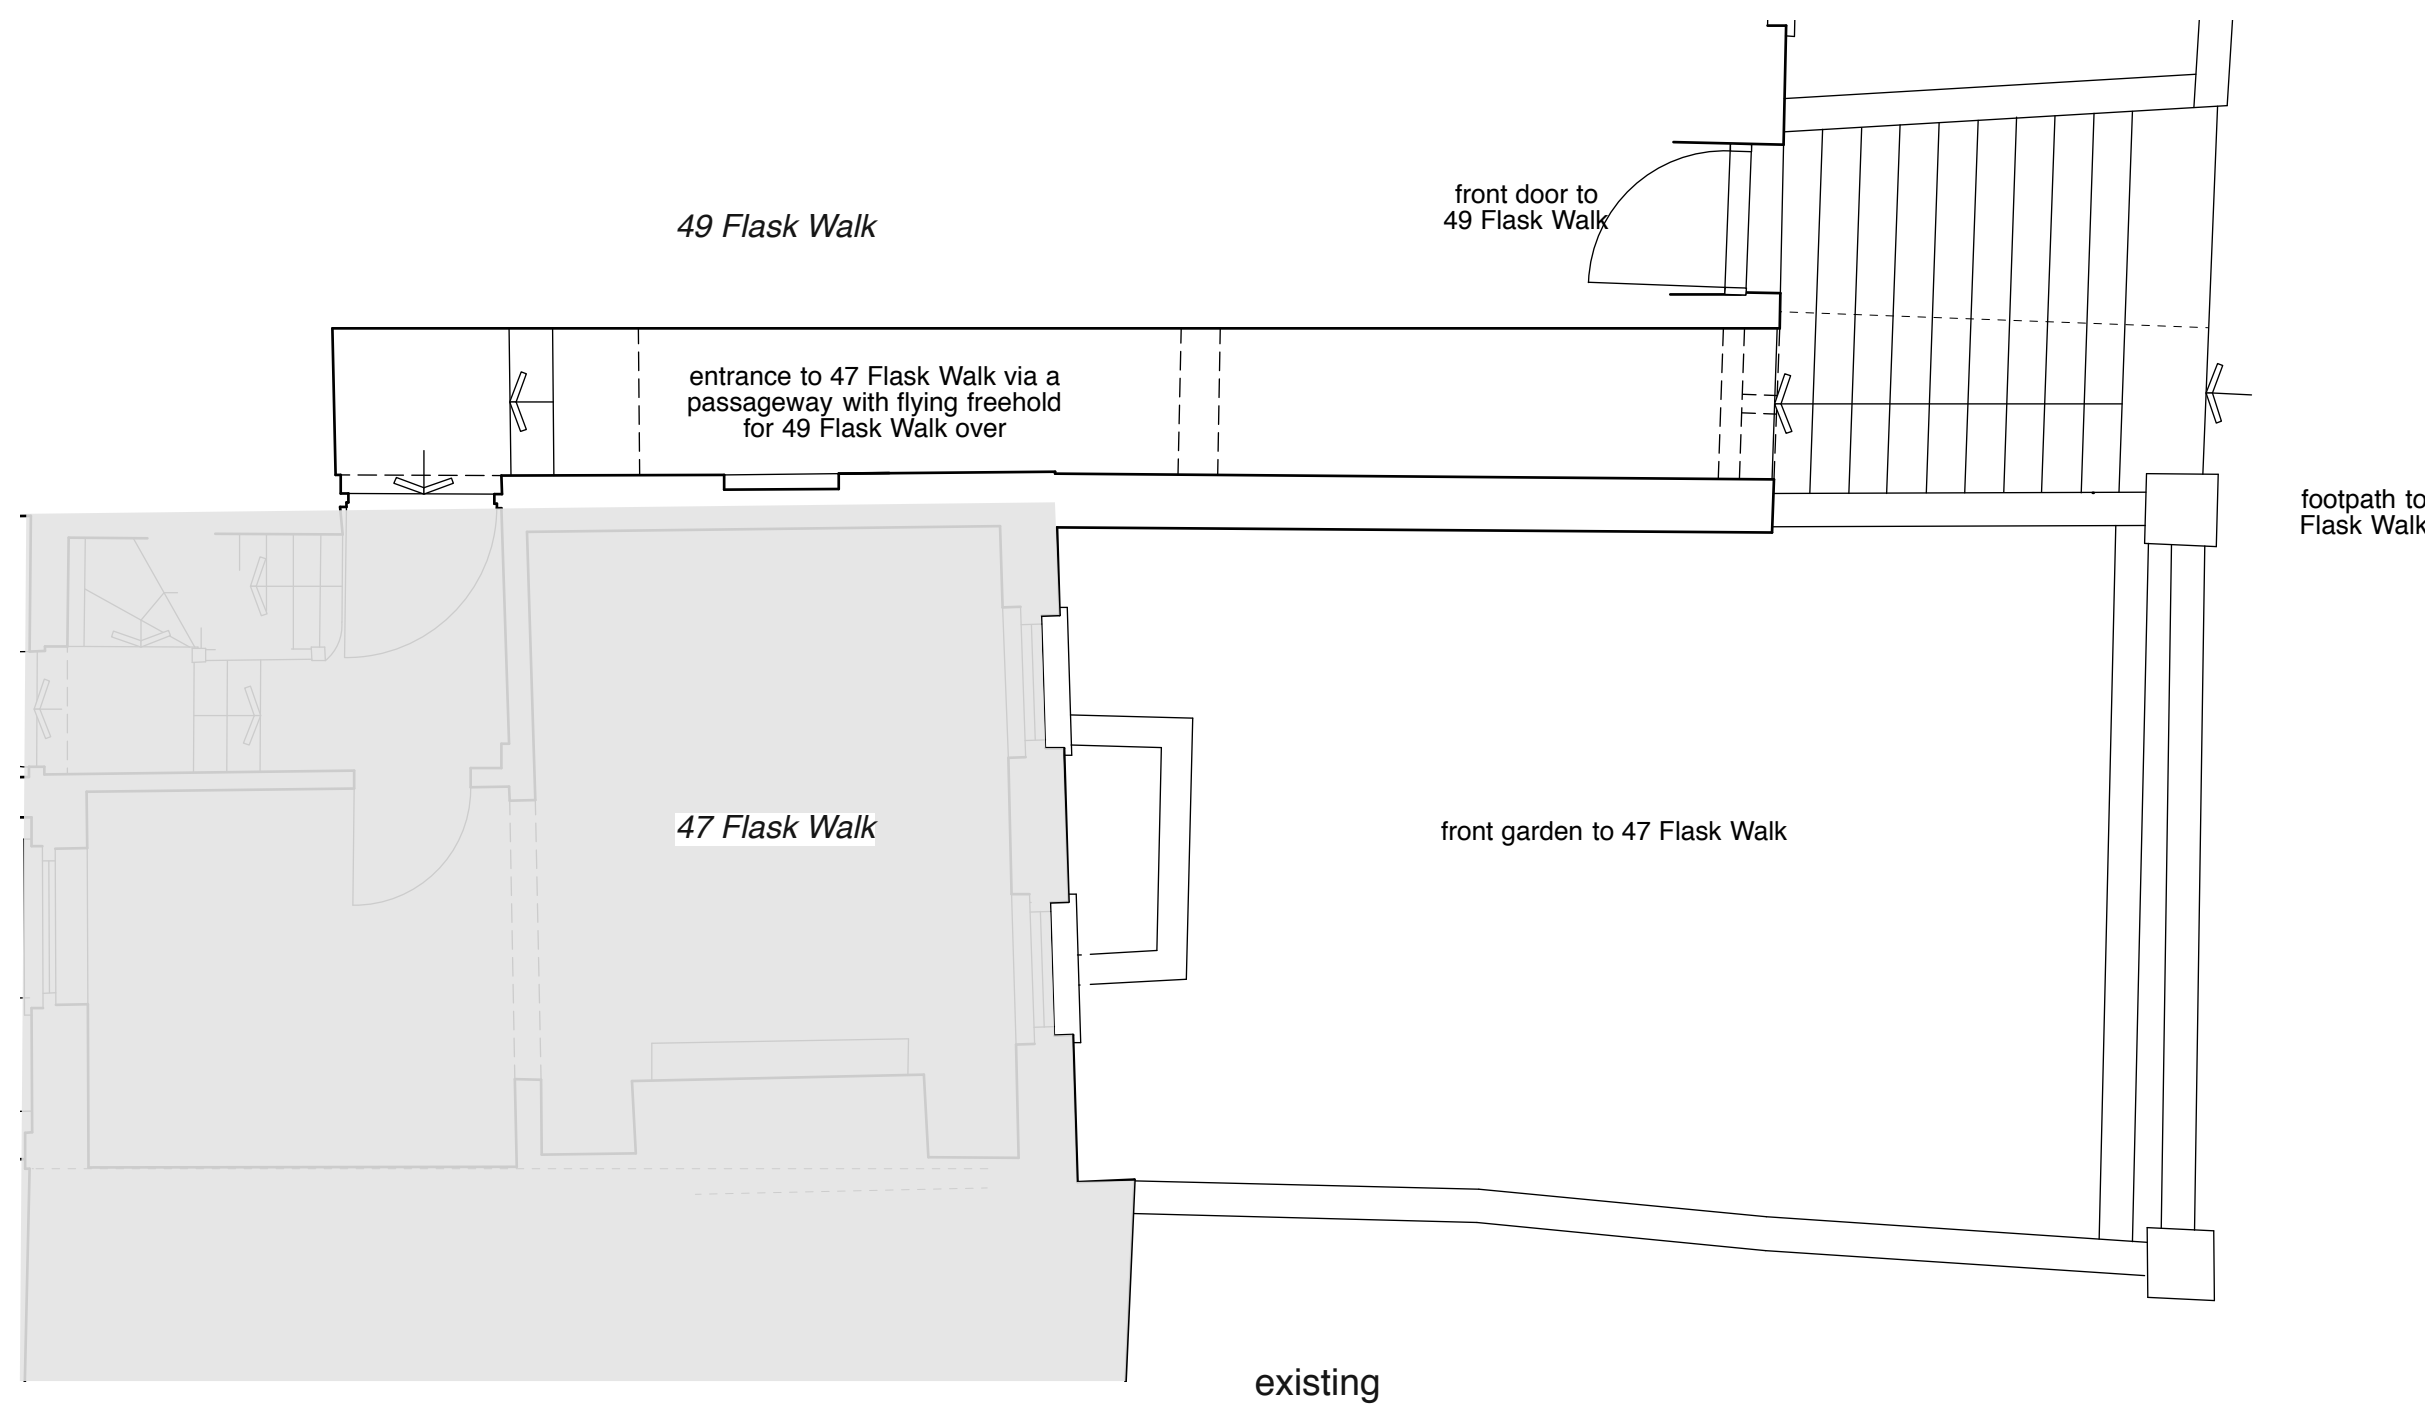 49 Flask Walk
front door to
49 Flask Walk
entrance to 47 Flask Walk via a
passageway with flying freehold
for 49 Flask Walk over
footpath to
Flask Walk
47 Flask Walk
front garden to 47 Flask Walk
existing